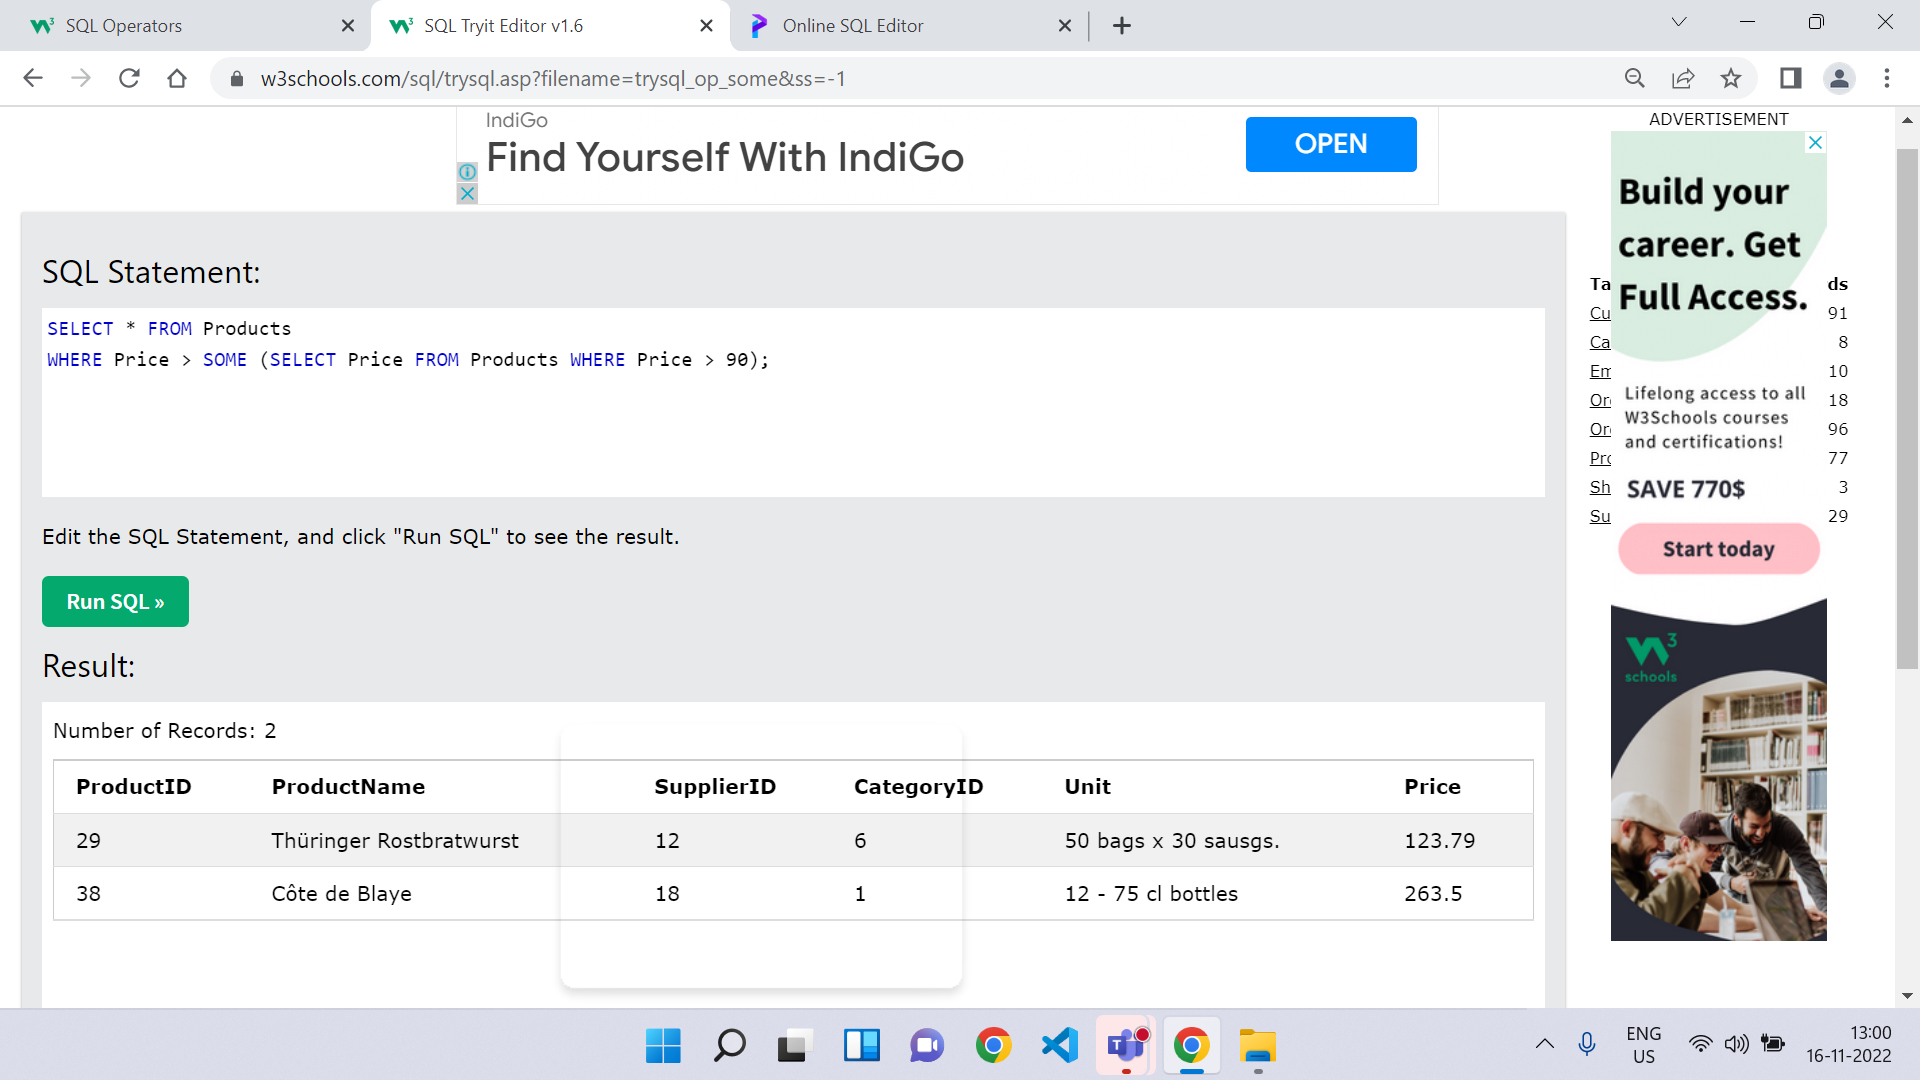 SQL Operators
SQL Tryit Editor v1.6
Online SQL Editor
w3schools.com/sql/trysql.asp?filename=trysql_op_some&ss=-1
IndiGo
Find Yourself With IndiGo
OPEN
ADVERTISEMENT
Build your
career. Get
Full Access.
Lifelong access to all
W3Schools courses
and certifications!
SAVE 770$
Start today
W3
schools
Ta ds
Cu 91
Ca 8
Em 10
Or 18
Or 96
Pro 77
Sh 3
Su 29
SQL Statement:
SELECT * FROM Products
WHERE Price > SOME (SELECT Price FROM Products WHERE Price > 90);
Edit the SQL Statement, and click "Run SQL" to see the result.
Run SQL »
Result:
Number of Records: 2
ProductID ProductName SupplierID CategoryID Unit Price
29 Thüringer Rostbratwurst 12 6 50 bags x 30 sausgs. 123.79
38 Côte de Blaye 18 1 12 - 75 cl bottles 263.5
ENG
US
13:00
16-11-2022